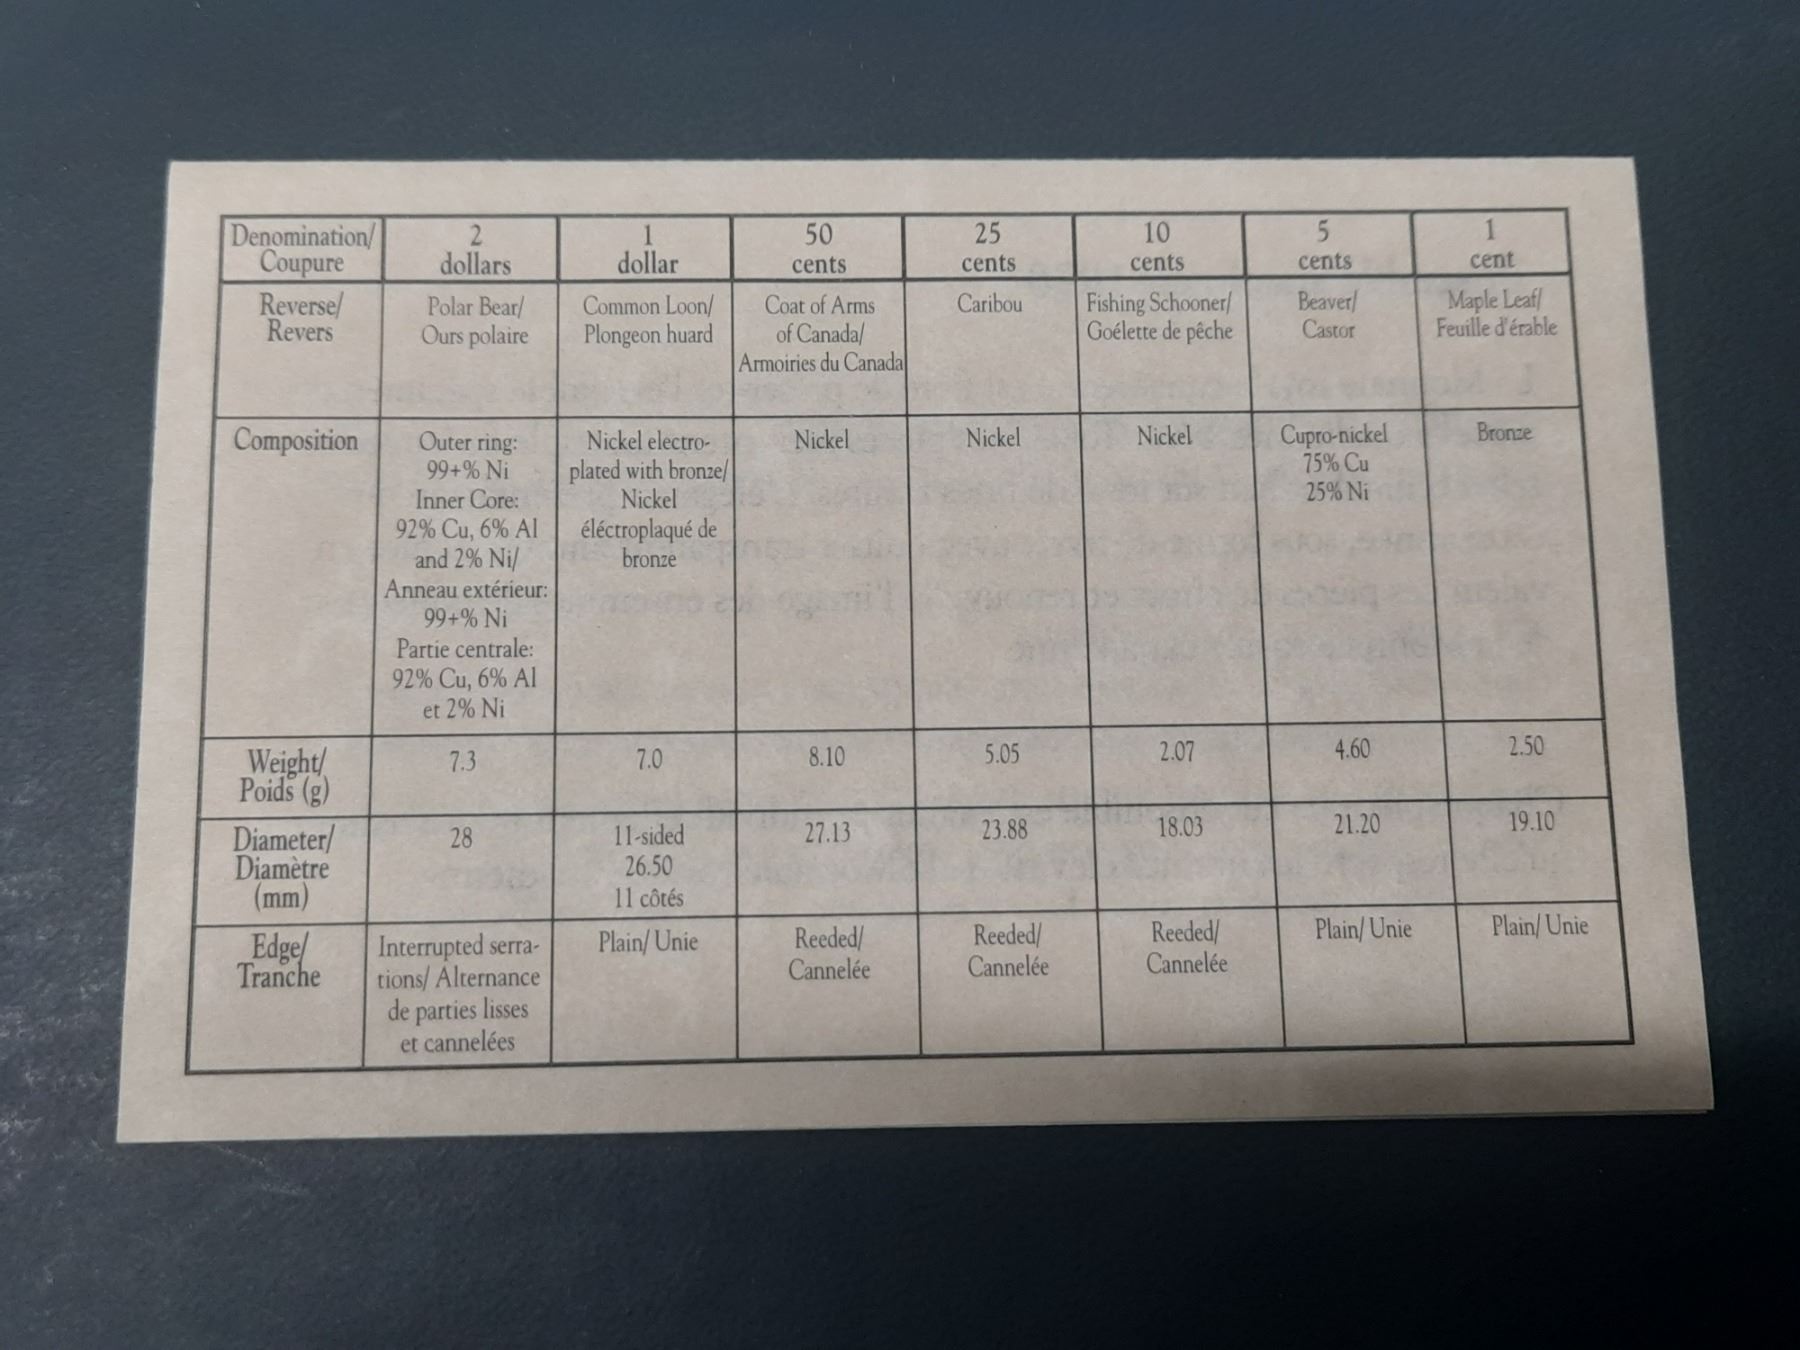 Denomination/
Coupure
2
dollars
1
dollar
50
cents
25
cents
10
cents
5
cents
1
cent
Reverse/
Revers
Polar Bear/
Ours polaire
Common Loon/
Plongeon huard
Coat of Arms
of Canada/
Armoiries du Canada
Caribou
Fishing Schooner/
Goélette de pêche
Beaver/
Castor
Maple Leaf/
Feuille d'érable
Composition
Outer ring:
99+% Ni
Inner Core:
92% Cu, 6% Al
and 2% Ni/
Anneau extérieur:
99+% Ni
Partie centrale:
92% Cu, 6% Al
et 2% Ni
Nickel electro-
plated with bronze/
Nickel
éléctroplaqué de
bronze
Nickel
Nickel
Nickel
Cupro-nickel
75% Cu
25% Ni
Bronze
Weight/
Poids (g)
7.3
7.0
8.10
5.05
2.07
4.60
2.50
Diameter/
Diamètre
(mm)
28
11-sided
26.50
11 côtés
27.13
23.88
18.03
21.20
19.10
Edge/
Tranche
Interrupted serra-
tions/ Alternance
de parties lisses
et cannelées
Plain/ Unie
Reeded/
Cannelée
Reeded/
Cannelée
Reeded/
Cannelée
Plain/ Unie
Plain/ Unie